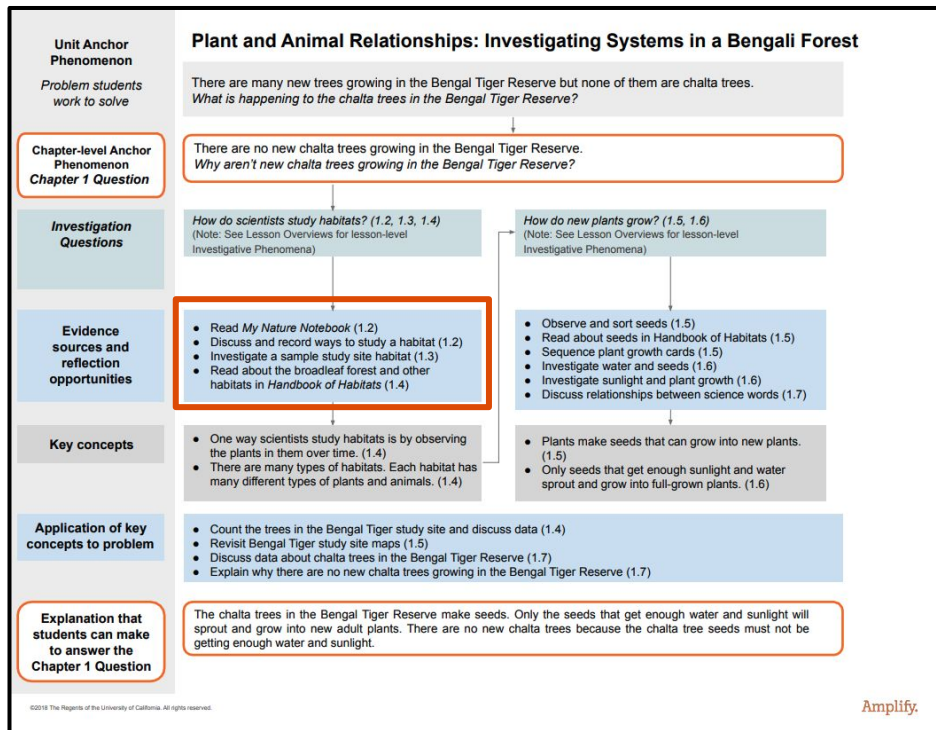 Plant and Animal Relationships: Investigating Systems in a Bengali Forest
Unit Anchor
Phenomenon
Problem students
work to solve
There are many new trees growing in the Bengal Tiger Reserve but none of them are chalta trees.
What is happening to the chalta trees in the Bengal Tiger Reserve?
Chapter-level Anchor
Phenomenon
Chapter 1 Question
There are no new chalta trees growing in the Bengal Tiger Reserve.
Why aren't new chalta trees growing in the Bengal Tiger Reserve?
Investigation
Questions
How do scientists study habitats? (1.2, 1.3, 1.4)
(Note: See Lesson Overviews for lesson-level
Investigative Phenomena)
How do new plants grow? (1.5, 1.6)
(Note: See Lesson Overviews for lesson-level
Investigative Phenomena)
Evidence
sources and
reflection
opportunities
● Read My Nature Notebook (1.2)
● Discuss and record ways to study a habitat (1.2)
● Investigate a sample study site habitat (1.3)
● Read about the broadleaf forest and other
habitats in Handbook of Habitats (1.4)
● Observe and sort seeds (1.5)
● Read about seeds in Handbook of Habitats (1.5)
● Sequence plant growth cards (1.5)
● Investigate water and seeds (1.6)
● Investigate sunlight and plant growth (1.6)
● Discuss relationships between science words (1.7)
Key concepts
● One way scientists study habitats is by observing
the plants in them over time. (1.4)
● There are many types of habitats. Each habitat has
many different types of plants and animals. (1.4)
● Plants make seeds that can grow into new plants.
(1.5)
● Only seeds that get enough sunlight and water
sprout and grow into full-grown plants. (1.6)
Application of key
concepts to problem
● Count the trees in the Bengal Tiger study site and discuss data (1.4)
● Revisit Bengal Tiger study site maps (1.5)
● Discuss data about chalta trees in the Bengal Tiger Reserve (1.7)
● Explain why there are no new chalta trees growing in the Bengal Tiger Reserve (1.7)
Explanation that
students can make
to answer the
Chapter 1 Question
The chalta trees in the Bengal Tiger Reserve make seeds. Only the seeds that get enough water and sunlight will
sprout and grow into new adult plants. There are no new chalta trees because the chalta tree seeds must not be
getting enough water and sunlight.
©2018 The Regents of the University of California. All rights reserved.
Amplify.